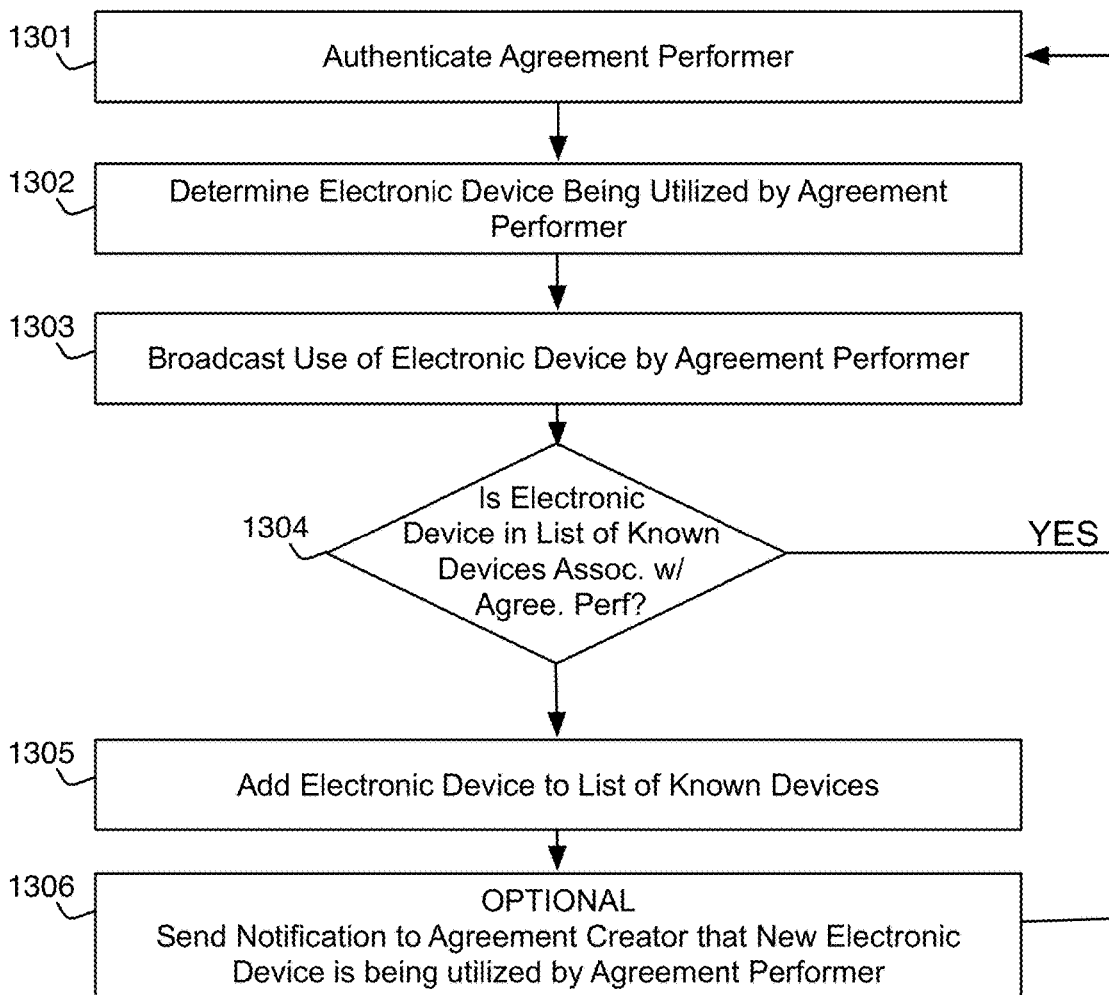 1301
Authenticate Agreement Performer
1302
Determine Electronic Device Being Utilized by Agreement
Performer
1303
Broadcast Use of Electronic Device by Agreement Performer
1304
Is Electronic
Device in List of Known
Devices Assoc. w/
Agree. Perf?
YES
1305
Add Electronic Device to List of Known Devices
1306
OPTIONAL
Send Notification to Agreement Creator that New Electronic
Device is being utilized by Agreement Performer